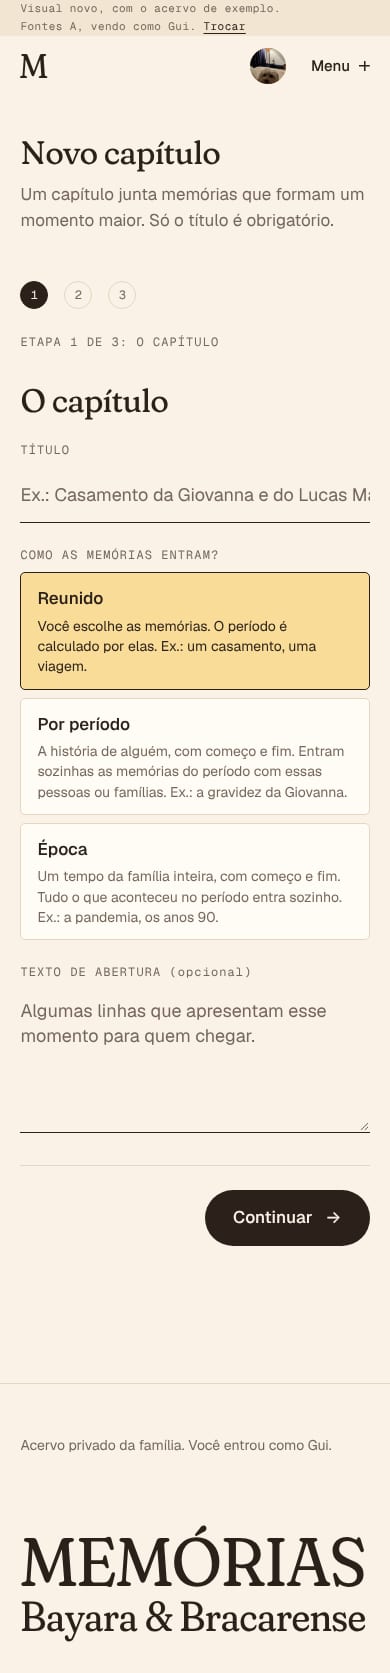 Visual novo, com o acervo de exemplo.
Fontes A, vendo como Gui. Trocar
M
Menu +
Novo capítulo
Um capítulo junta memórias que formam um
momento maior. Só o título é obrigatório.
1 2 3
ETAPA 1 DE 3: O CAPÍTULO
O capítulo
TÍTULO
Ex.: Casamento da Giovanna e do Lucas Ma
COMO AS MEMÓRIAS ENTRAM?
Reunido
Você escolhe as memórias. O período é
calculado por elas. Ex.: um casamento, uma
viagem.
Por período
A história de alguém, com começo e fim. Entram
sozinhas as memórias do período com essas
pessoas ou famílias. Ex.: a gravidez da Giovanna.
Época
Um tempo da família inteira, com começo e fim.
Tudo o que aconteceu no período entra sozinho.
Ex.: a pandemia, os anos 90.
TEXTO DE ABERTURA (opcional)
Algumas linhas que apresentam esse
momento para quem chegar.
Continuar →
Acervo privado da família. Você entrou como Gui.
MEMÓRIAS
Bayara & Bracarense